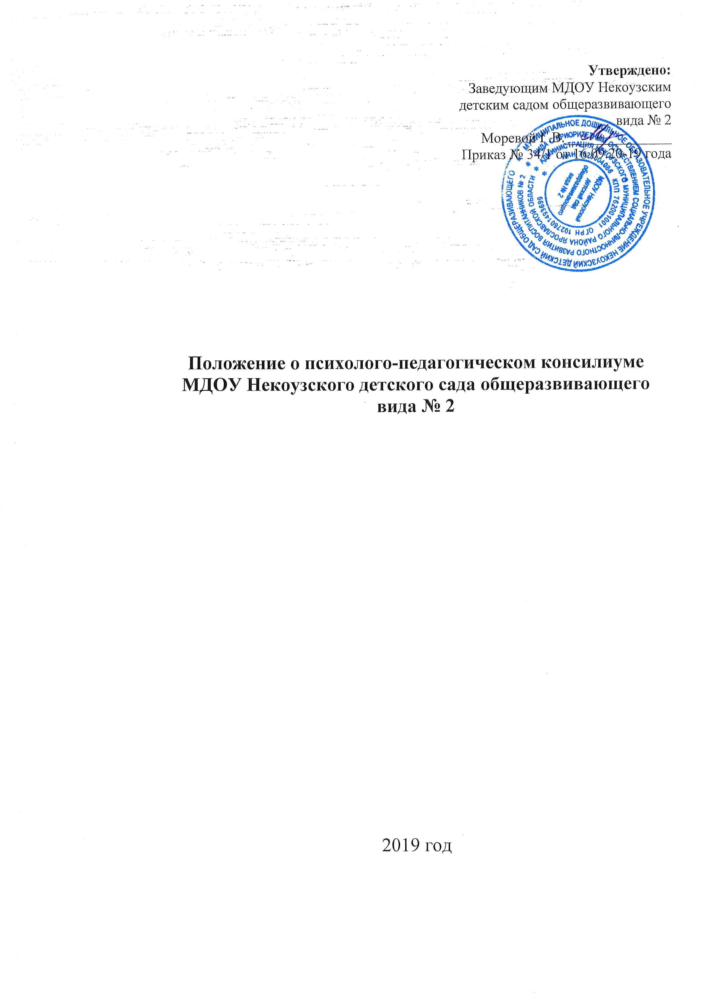 Утверждено:
Заведующим МДОУ Некоузским
детским садом общеразвивающего
вида № 2
Моревой Г.В.
Приказ № 34/1 от 16.09.20-19 года
* МУНИЦИПАЛЬНОЕ ДОШКОЛЬНОЕ ОБРАЗОВАТЕЛЬНОЕ УЧРЕЖДЕНИЕ НЕКОУЗСКИЙ ДЕТСКИЙ САД ОБЩЕРАЗВИВАЮЩЕГО
* ВИДА С ПРИОРИТЕТНЫМ ОСУЩЕСТВЛЕНИЕМ СОЦИАЛЬНО-ЛИЧНОСТНОГО РАЗВИТИЯ ВОСПИТАННИКОВ № 2
* АДМИНИСТРАЦИЯ НЕКОУЗСКОГО МУНИЦИПАЛЬНОГО РАЙОНА ЯРОСЛАВСКОЙ ОБЛАСТИ
* ИНН 7620004086 КПП 762001001 ОГРН 1027601493699
МДОУ Некоузский
детский сад
общеразвивающего
вида № 2
Положение о психолого-педагогическом консилиуме
МДОУ Некоузского детского сада общеразвивающего
вида № 2
2019 год